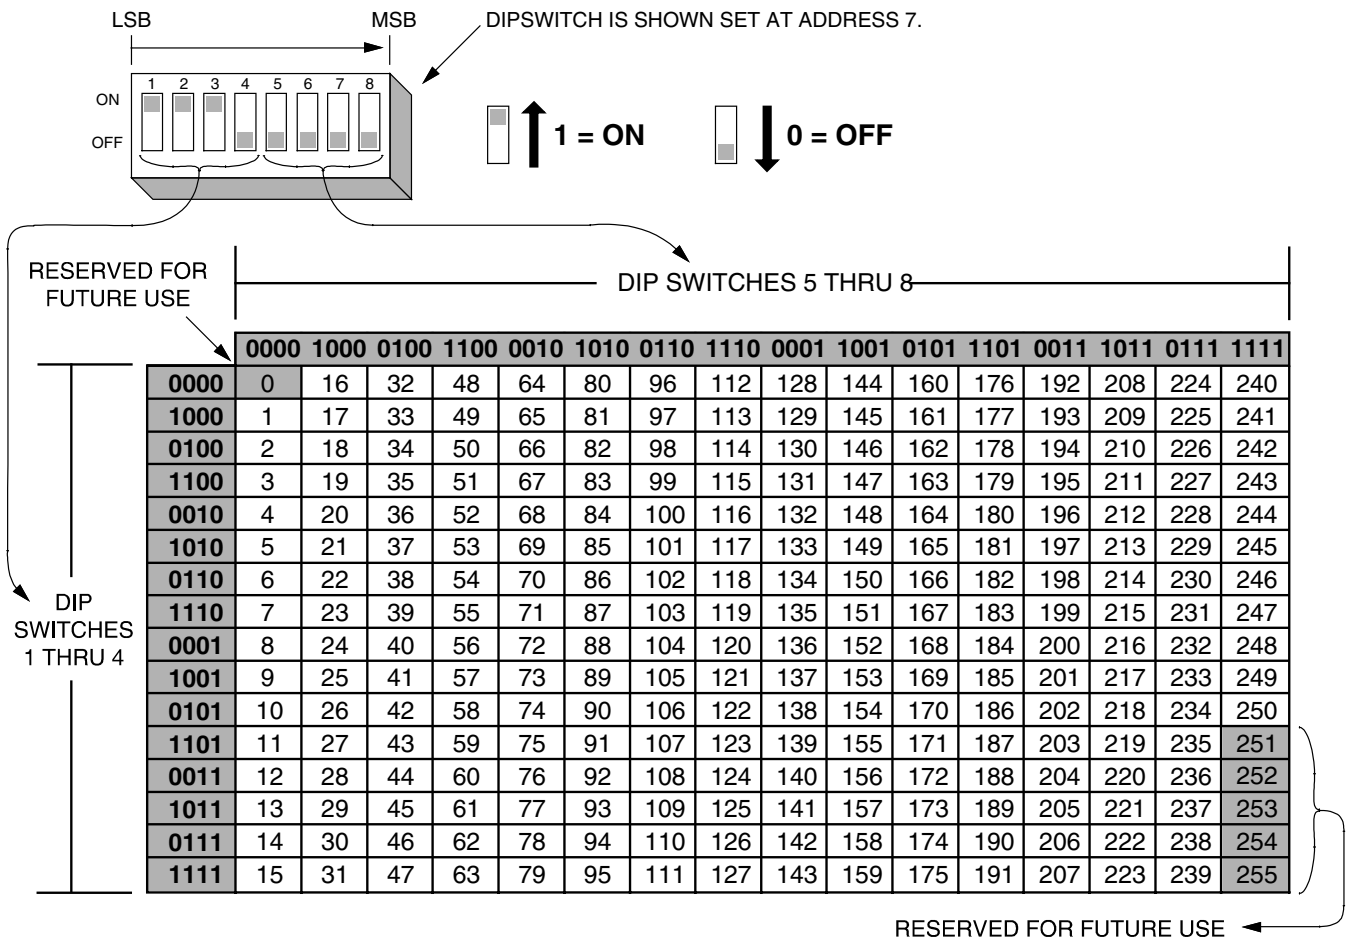 LSB MSB DIPSWITCH IS SHOWN SET AT ADDRESS 7.
1 2 3 4 5 6 7 8
ON
OFF
1 = ON 0 = OFF
RESERVED FOR
FUTURE USE
DIP SWITCHES 5 THRU 8
0000 1000 0100 1100 0010 1010 0110 1110 0001 1001 0101 1101 0011 1011 0111 1111
0000 0 16 32 48 64 80 96 112 128 144 160 176 192 208 224 240
1000 1 17 33 49 65 81 97 113 129 145 161 177 193 209 225 241
0100 2 18 34 50 66 82 98 114 130 146 162 178 194 210 226 242
1100 3 19 35 51 67 83 99 115 131 147 163 179 195 211 227 243
0010 4 20 36 52 68 84 100 116 132 148 164 180 196 212 228 244
1010 5 21 37 53 69 85 101 117 133 149 165 181 197 213 229 245
0110 6 22 38 54 70 86 102 118 134 150 166 182 198 214 230 246
1110 7 23 39 55 71 87 103 119 135 151 167 183 199 215 231 247
0001 8 24 40 56 72 88 104 120 136 152 168 184 200 216 232 248
1001 9 25 41 57 73 89 105 121 137 153 169 185 201 217 233 249
0101 10 26 42 58 74 90 106 122 138 154 170 186 202 218 234 250
1101 11 27 43 59 75 91 107 123 139 155 171 187 203 219 235 251
0011 12 28 44 60 76 92 108 124 140 156 172 188 204 220 236 252
1011 13 29 45 61 77 93 109 125 141 157 173 189 205 221 237 253
0111 14 30 46 62 78 94 110 126 142 158 174 190 206 222 238 254
1111 15 31 47 63 79 95 111 127 143 159 175 191 207 223 239 255
DIP
SWITCHES
1 THRU 4
RESERVED FOR FUTURE USE